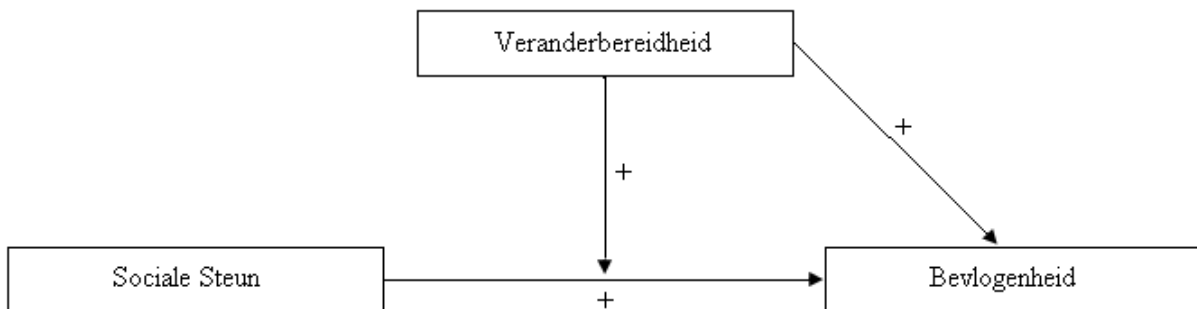 Veranderbereidheid
+
+
Sociale Steun
Bevlogenheid
+